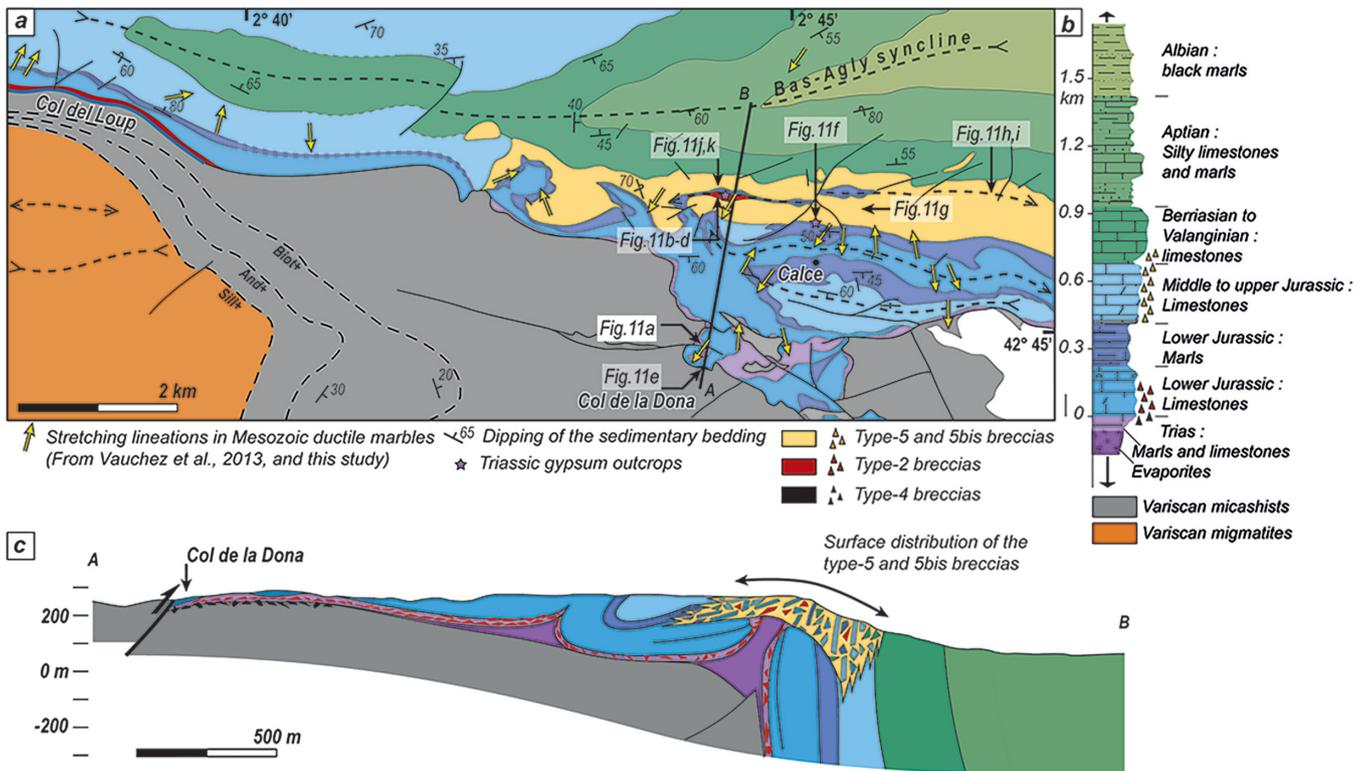 a
2° 40'
2° 45'
b
70
35
55
65
60
65
80
40
45
60
80
55
70
50
60
45
60
30
20
Bas-Agly syncline
B
Col del Loup
Fig.11j,k
Fig.11f
Fig.11h,i
Fig.11g
Fig.11b-d
Calce
Biot+
And+
Sill+
Fig.11a
Fig.11e
A
Col de la Dona
42° 45'
2 km
Stretching lineations in Mesozoic ductile marbles
(From Vauchez et al., 2013, and this study)
65 Dipping of the sedimentary bedding
Triassic gypsum outcrops
Type-5 and 5bis breccias
Type-2 breccias
Type-4 breccias
1.5
km
1.2
0.9
0.6
0.3
0
Albian :
black marls
Aptian :
Silty limestones
and marls
Berriasian to
Valanginian :
limestones
Middle to upper Jurassic :
Limestones
Lower Jurassic :
Marls
Lower Jurassic :
Limestones
Trias :
Marls and limestones
Evaporites
Variscan micashists
Variscan migmatites
c
A
Col de la Dona
Surface distribution of the
type-5 and 5bis breccias
B
200
0 m
-200
500 m